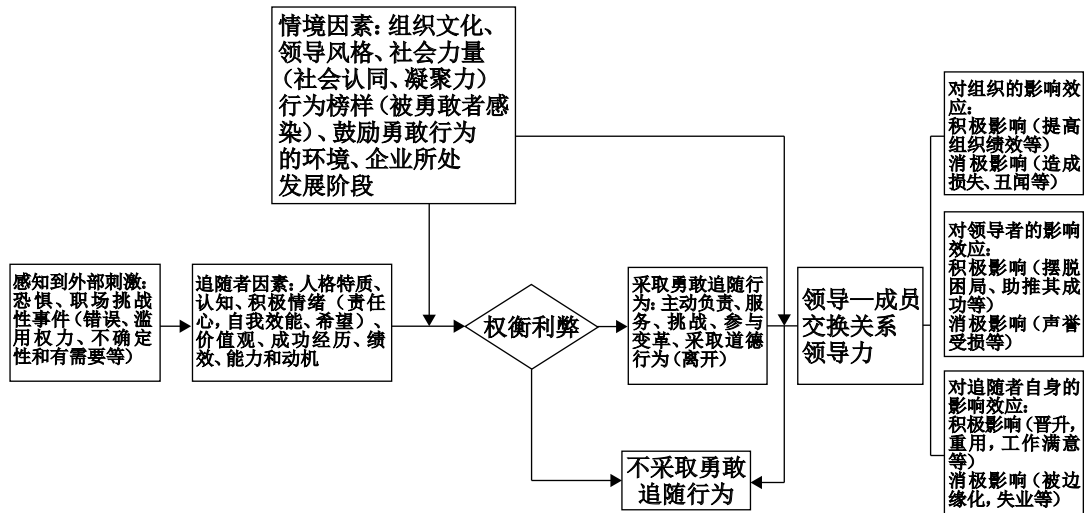 情境因素：组织文化、
领导风格、社会力量
（社会认同、凝聚力）
行为榜样（被勇敢者感
染）、鼓励勇敢行为
的环境、企业所处
发展阶段
感知到外部刺激：
恐惧、职场挑战
性事件（错误、滥
用权力、不确定
性和有需要等）
追随者因素：人格特质、
认知、积极情绪（责任
心，自我效能、希望）、
价值观、成功经历、绩
效、能力和动机
权衡利弊
采取勇敢追随行
为：主动负责、服
务、挑战、参与
变革、采取道德
行为（离开）
不采取勇敢
追随行为
领导—成员
交换关系
领导力
对组织的影响效
应：
积极影响（提高
组织绩效等）
消极影响（造成
损失、丑闻等）
对领导者的影响
效应：
积极影响（摆脱
困局、助推其成
功等）
消极影响（声誉
受损等）
对追随者自身的
影响效应：
积极影响（晋升，
重用，工作满意
等）
消极影响（被边
缘化，失业等）